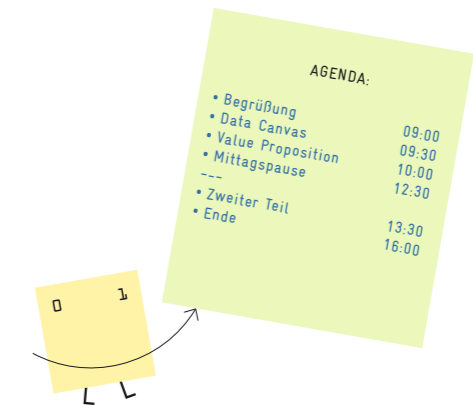 AGENDA:
• Begrüßung 09:00
• Data Canvas 09:30
• Value Proposition 10:00
• Mittagspause 12:30
---
• Zweiter Teil 13:30
• Ende 16:00
0 1